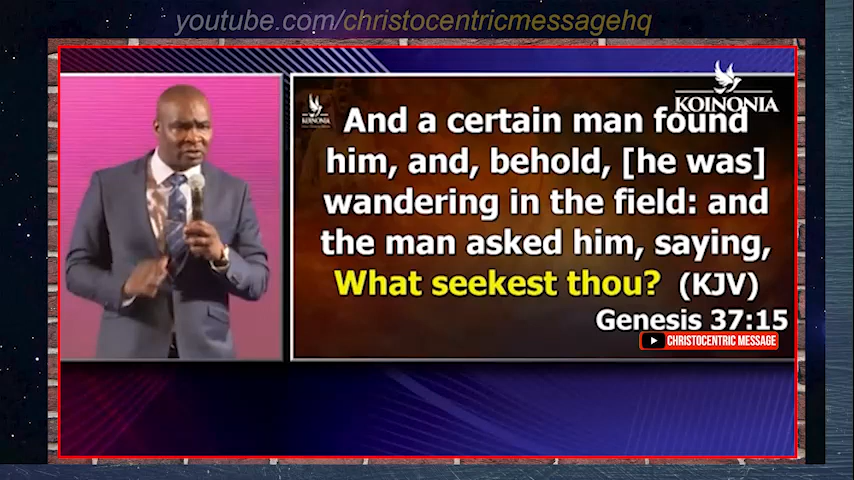 youtube.com/christocentricmessagehq
KOINONIA
KOINONIA
And a certain man found
him, and, behold, [he was]
wandering in the field: and
the man asked him, saying,
What seekest thou? (KJV)
Genesis 37:15
CHRISTOCENTRIC MESSAGE